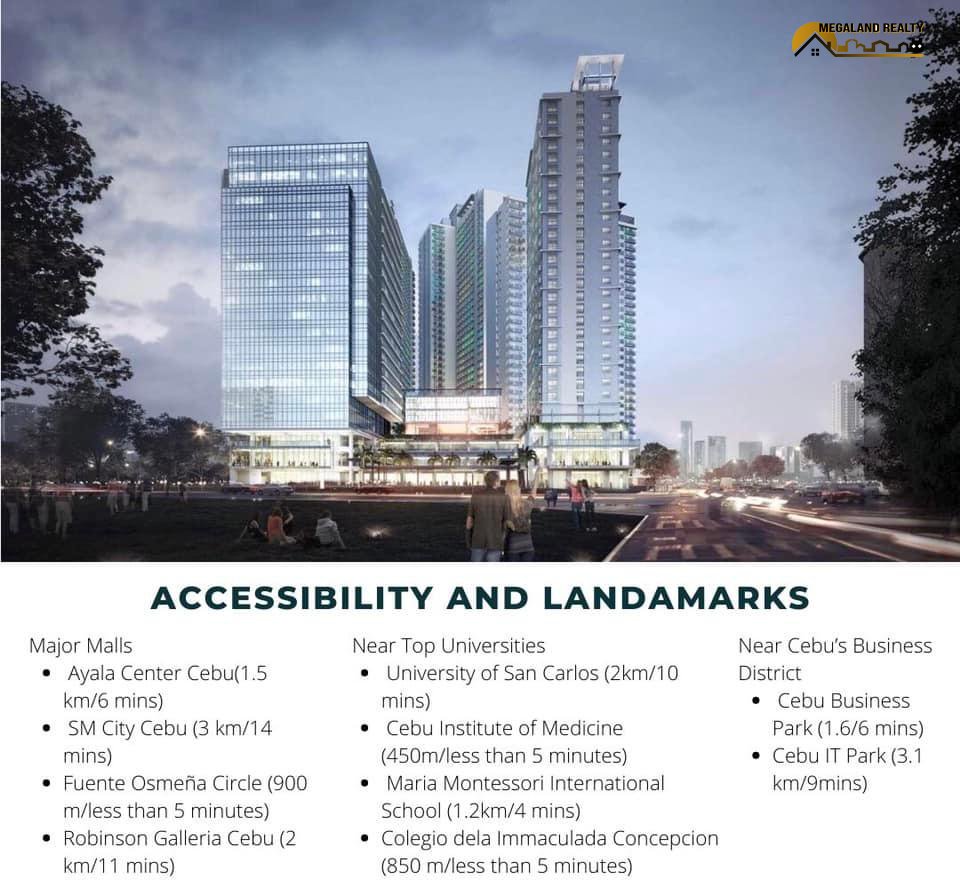 MEGALAND REALTY
ACCESSIBILITY AND LANDAMARKS
Major Malls
• Ayala Center Cebu(1.5
km/6 mins)
• SM City Cebu (3 km/14
mins)
• Fuente Osmeña Circle (900
m/less than 5 minutes)
• Robinson Galleria Cebu (2
km/11 mins)
Near Top Universities
• University of San Carlos (2km/10
mins)
• Cebu Institute of Medicine
(450m/less than 5 minutes)
• Maria Montessori International
School (1.2km/4 mins)
• Colegio dela Immaculada Concepcion
(850 m/less than 5 minutes)
Near Cebu’s Business
District
• Cebu Business
Park (1.6/6 mins)
• Cebu IT Park (3.1
km/9mins)